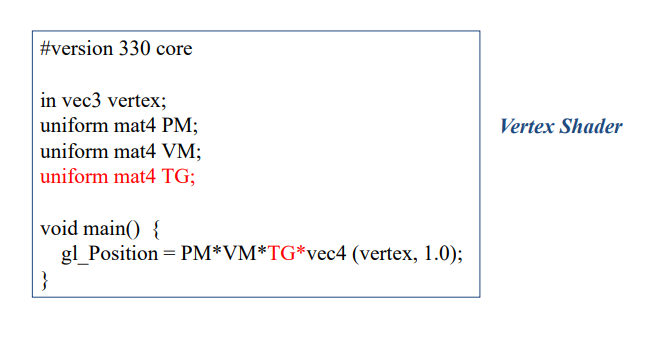 #version 330 core
in vec3 vertex;
uniform mat4 PM;
uniform mat4 VM;
uniform mat4 TG;
void main()  {
gl_Position = PM*VM*TG*vec4 (vertex, 1.0);
}
Vertex Shader